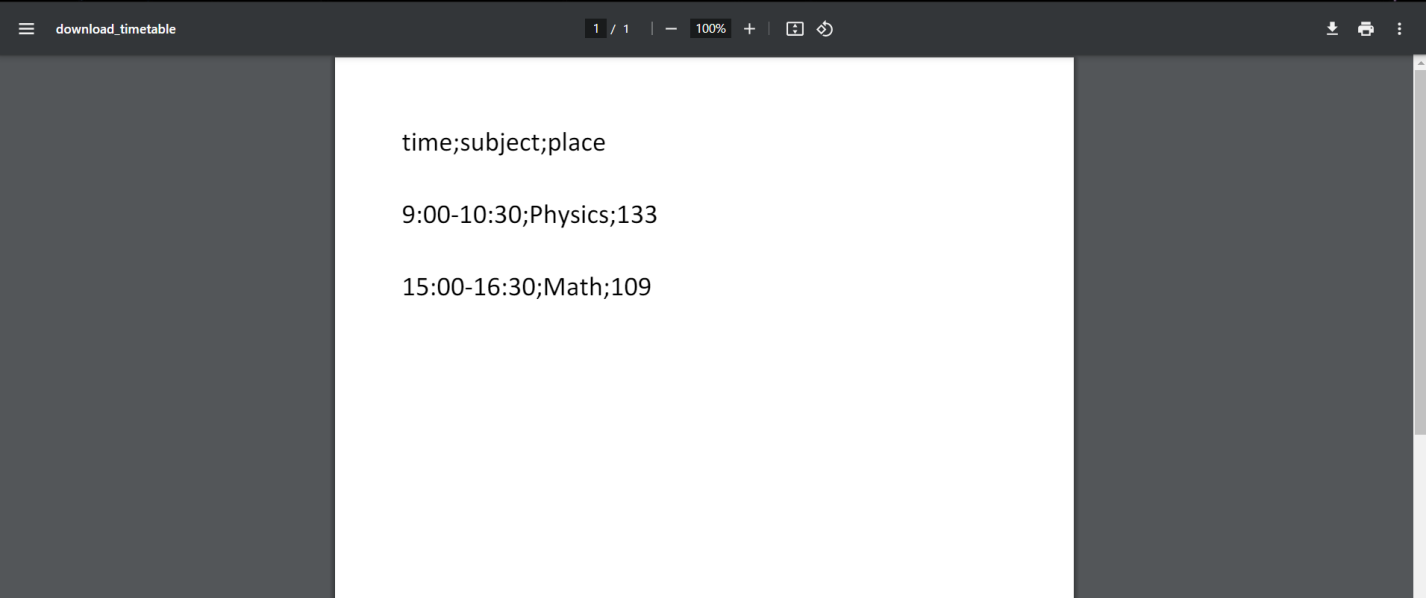 download_timetable
1 / 1
100%
time;subject;place
9:00-10:30;Physics;133
15:00-16:30;Math;109